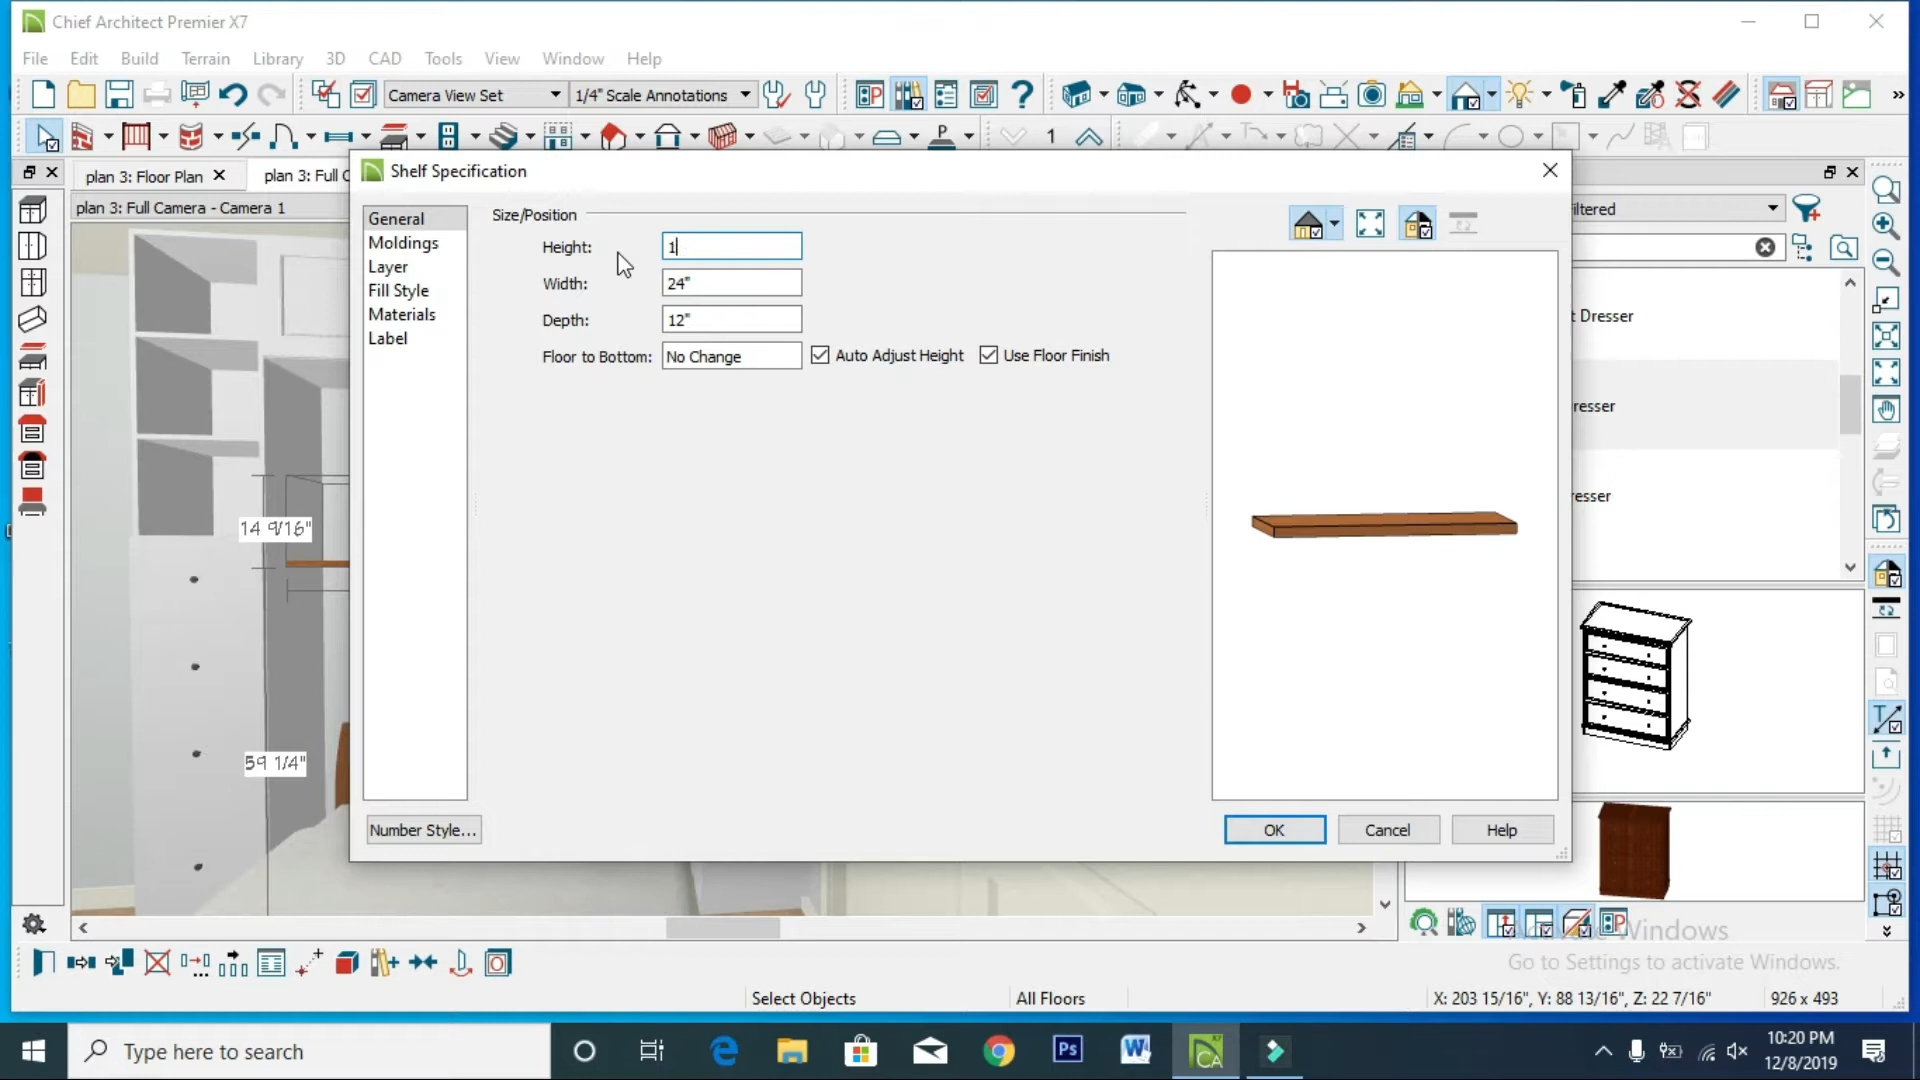 Chief Architect Premier X7
File Edit Build Terrain Library 3D CAD Tools View Window Help
Camera View Set 1/4" Scale Annotations
1
plan 3: Floor Plan plan 3: Full C
plan 3: Full Camera - Camera 1
Shelf Specification
General
Moldings
Layer
Fill Style
Materials
Label
Size/Position
Height: 1
Width: 24"
Depth: 12"
Floor to Bottom: No Change Auto Adjust Height Use Floor Finish
Number Style...
OK Cancel Help
iltered
t Dresser
resser
resser
14 9/16"
59 1/4"
Activate Windows
Go to Settings to activate Windows.
Select Objects All Floors X: 203 15/16", Y: 88 13/16", Z: 22 7/16" 926 x 493
Type here to search
Ps
W
CA
10:20 PM
12/8/2019